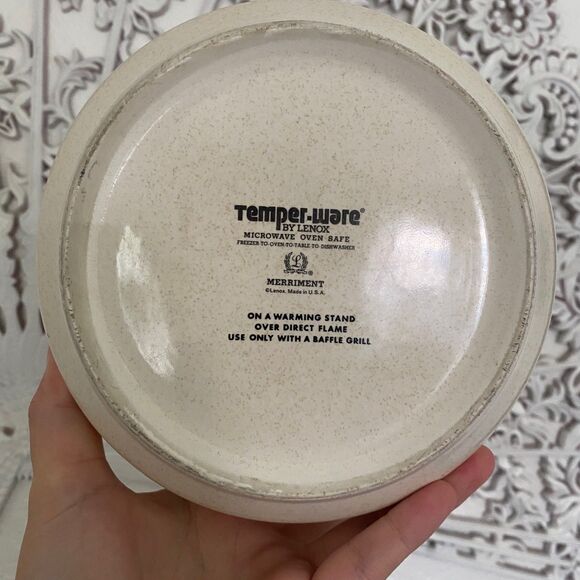 Temper-ware®
BY LENOX
MICROWAVE OVEN SAFE
FREEZER-TO-OVEN-TO-TABLE-TO-DISHWASHER
L ®
MERRIMENT
©Lenox. Made in U.S.A.
ON A WARMING STAND
OVER DIRECT FLAME
USE ONLY WITH A BAFFLE GRILL